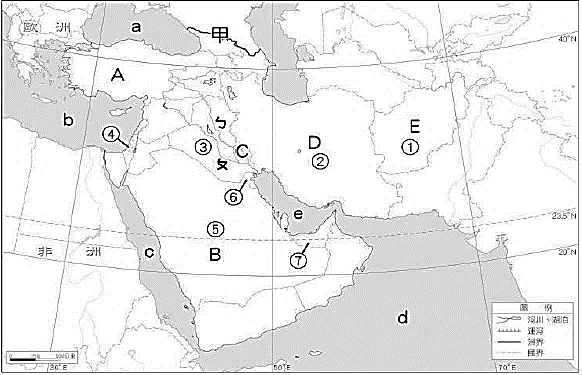 歐洲
a
甲
40°N
A
b
ㄅ
E
D
④
③
C
①
②
ㄆ
⑥
e
⑤
23.5°N
非洲
c
B
⑦
20°N
d
圖例
河川、湖泊
運河
洲界
國界
30°E
50°E
70°E